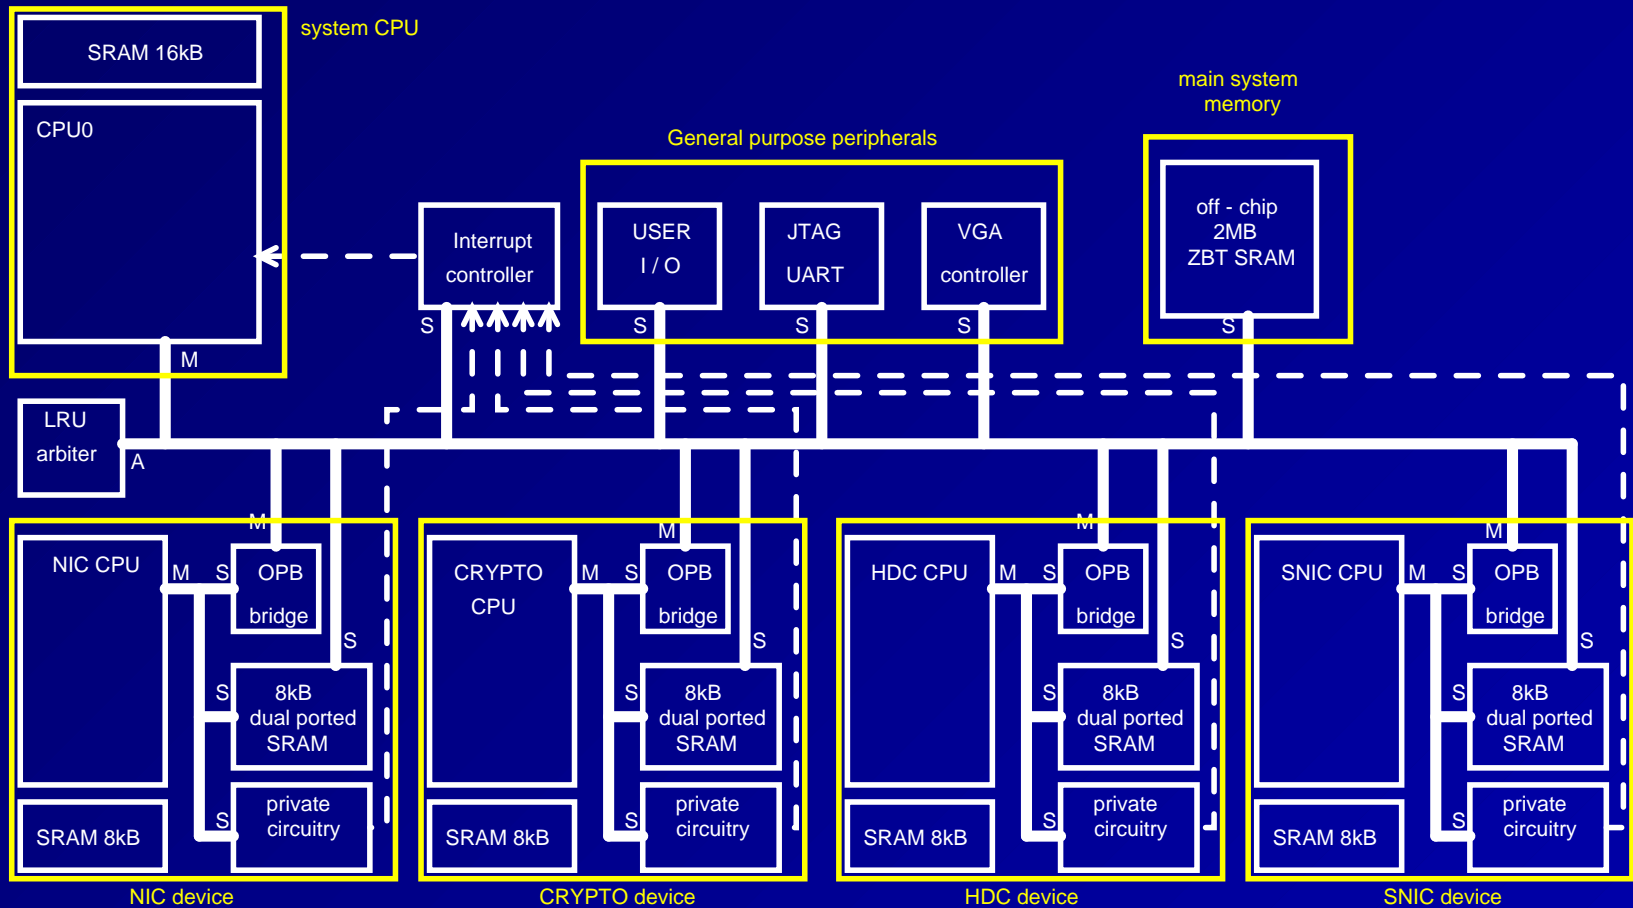 system CPU
SRAM 16kB
CPU0
M
main system
memory
General purpose peripherals
off - chip
2MB
ZBT SRAM
S
Interrupt
controller
S
USER
I / O
S
JTAG
UART
S
VGA
controller
S
LRU
arbiter
A
M
NIC CPU
M
S
OPB
bridge
S
S
8kB
dual ported
SRAM
S
private
circuitry
SRAM 8kB
NIC device
M
CRYPTO
CPU
M
S
OPB
bridge
S
S
8kB
dual ported
SRAM
S
private
circuitry
SRAM 8kB
CRYPTO device
M
HDC CPU
M
S
OPB
bridge
S
S
8kB
dual ported
SRAM
S
private
circuitry
SRAM 8kB
HDC device
M
SNIC CPU
M
S
OPB
bridge
S
S
8kB
dual ported
SRAM
S
private
circuitry
SRAM 8kB
SNIC device